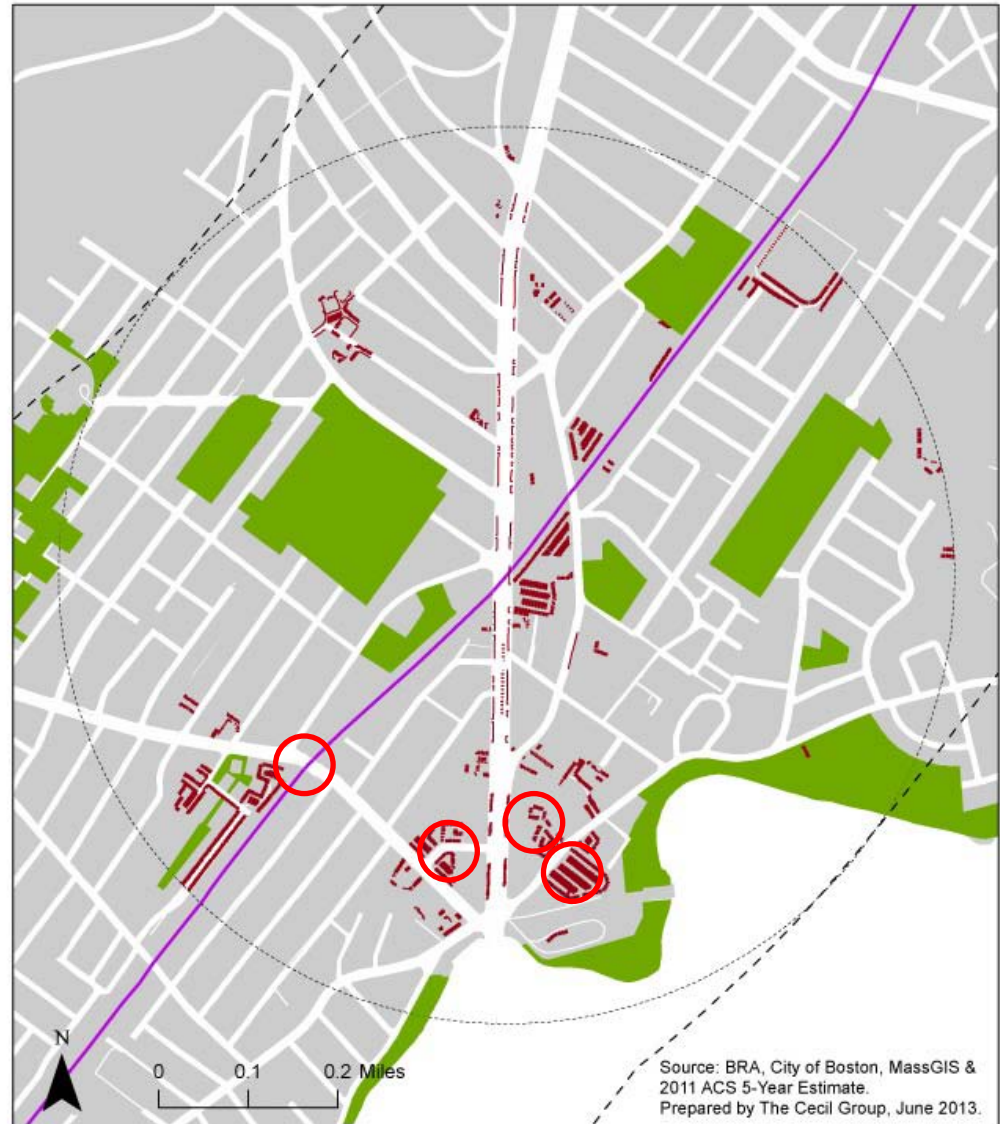 N
0 0.1 0.2 Miles
Source: BRA, City of Boston, MassGIS &
2011 ACS 5-Year Estimate.
Prepared by The Cecil Group, June 2013.